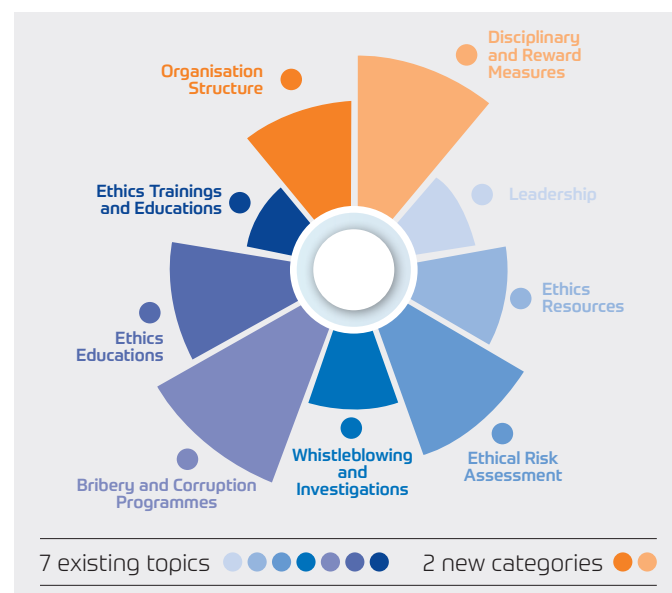 Disciplinary
and Reward
Measures
Organisation
Structure
Ethics Trainings
and Educations
Leadership
Ethics
Resources
Ethics
Educations
Whistleblowing
and
Investigations
Ethical Risk
Assessment
Bribery and Corruption
Programmes
7 existing topics
2 new categories